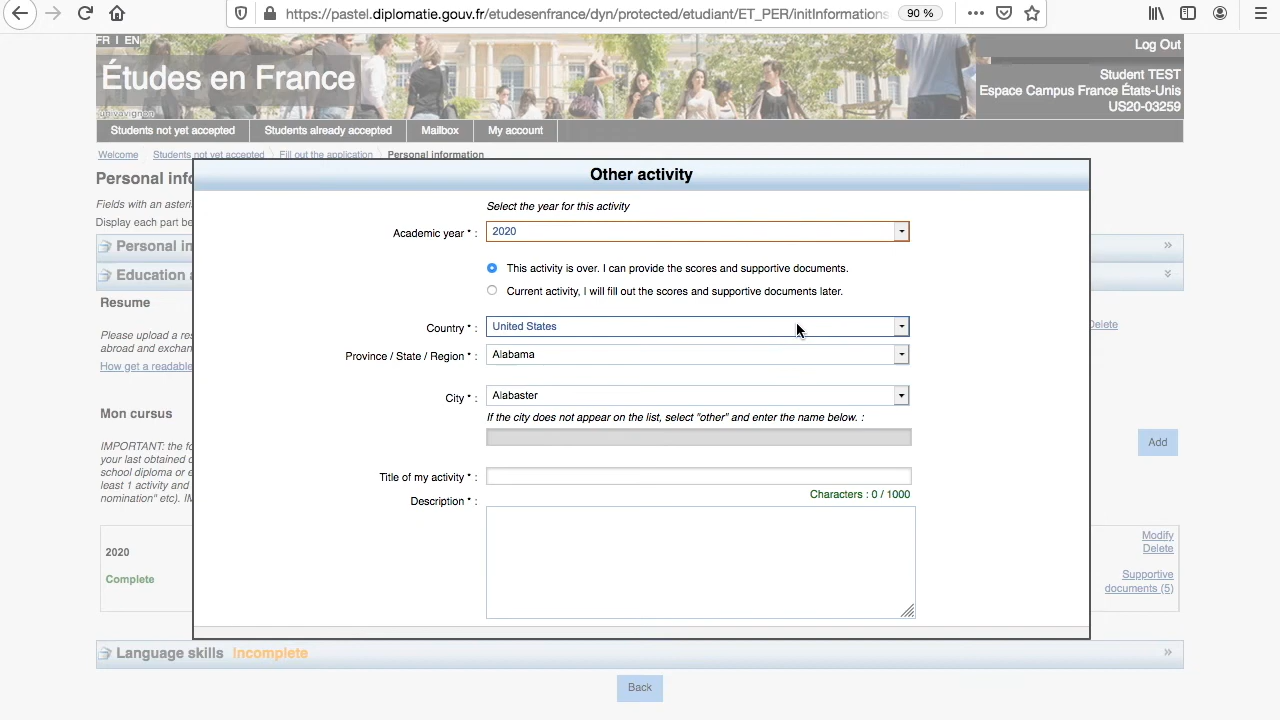 https://pastel.diplomatie.gouv.fr/etudesenfrance/dyn/protected/etudiant/ET_PER/initInformations
90 %
FR | EN
Log Out
Études en France
Student TEST
Espace Campus France États-Unis
US20-03259
univavignon
Students not yet accepted
Students already accepted
Mailbox
My account
Welcome
Students not yet accepted
Fill out the application
Personal information
Personal info
Fields with an asteri
Display each part be
Personal in
Education a
Resume
Please upload a res
abroad and exchan
How get a readable
Delete
Mon cursus
IMPORTANT: the fo
your last obtained d
school diploma or e
least 1 activity and
nomination" etc). IM
Add
2020
Complete
Modify
Delete
Supportive
documents (5)
Other activity
Select the year for this activity
Academic year * :
2020
This activity is over. I can provide the scores and supportive documents.
Current activity, I will fill out the scores and supportive documents later.
Country * :
United States
Province / State / Region * :
Alabama
City * :
Alabaster
If the city does not appear on the list, select "other" and enter the name below. :
Title of my activity * :
Characters : 0 / 1000
Description * :
Language skills Incomplete
Back